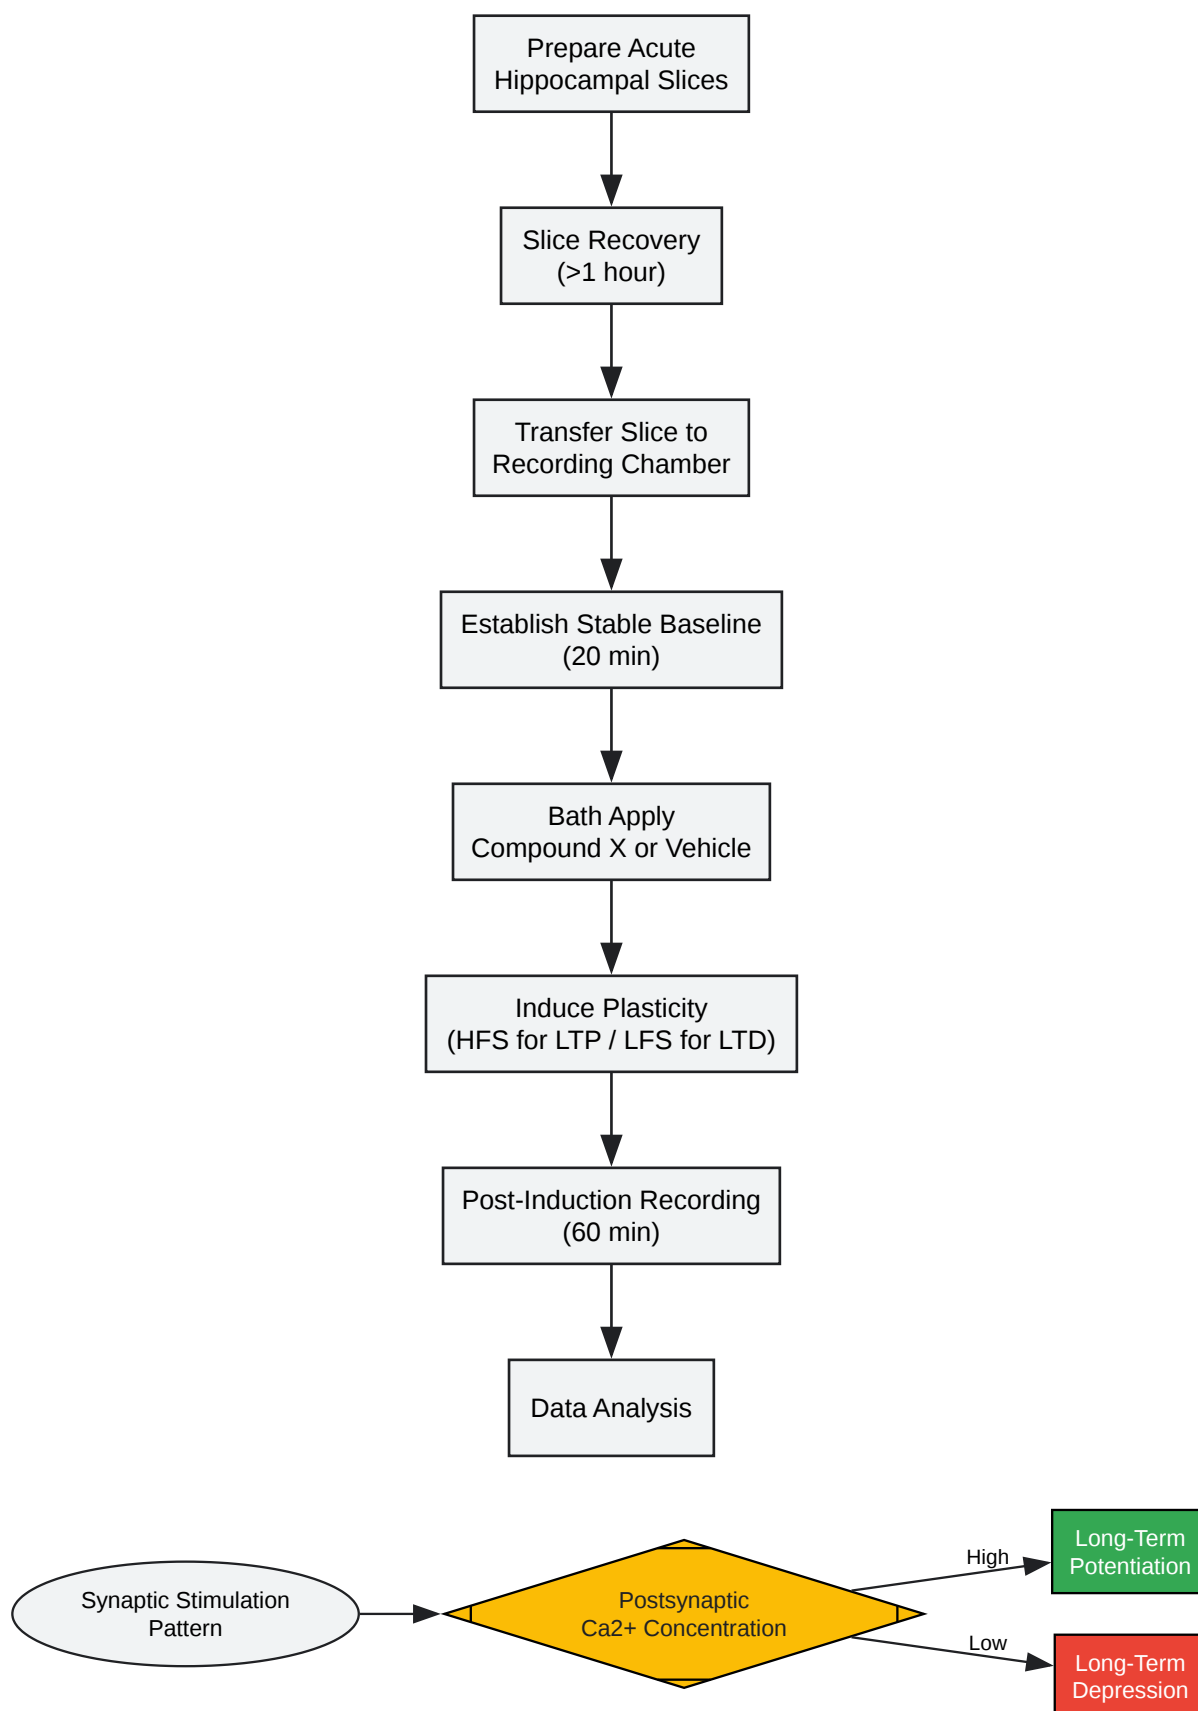 Prepare Acute
Hippocampal Slices
Slice Recovery
(>1 hour)
Transfer Slice to
Recording Chamber
Establish Stable Baseline
(20 min)
Bath Apply
Compound X or Vehicle
Induce Plasticity
(HFS for LTP / LFS for LTD)
Post-Induction Recording
(60 min)
Data Analysis
Synaptic Stimulation
Pattern
Postsynaptic
Ca2+ Concentration
High
Long-Term
Potentiation
Low
Long-Term
Depression